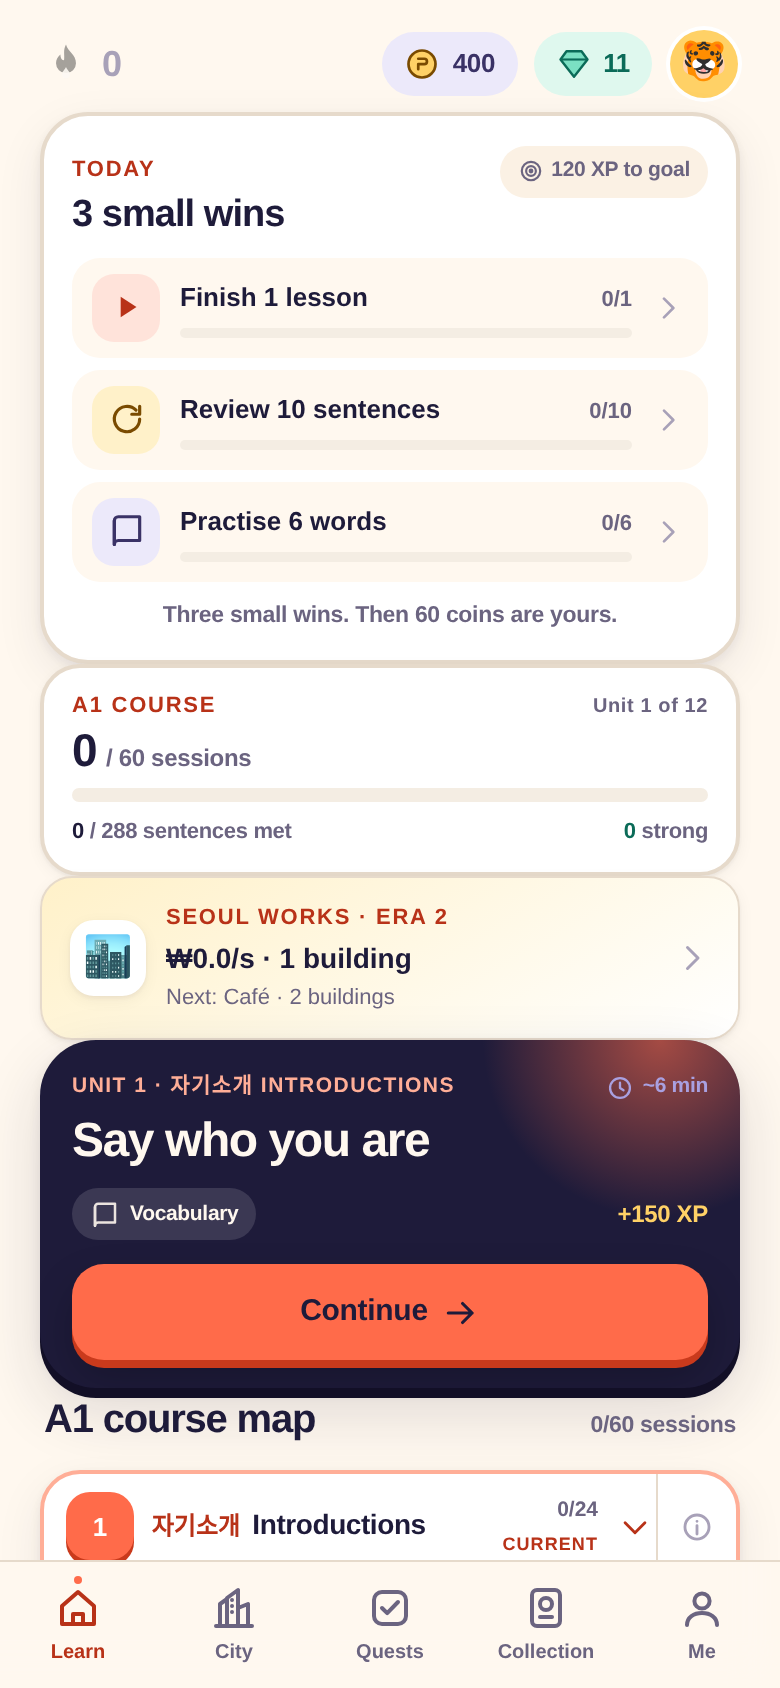 0
400
11
TODAY
120 XP to goal
3 small wins
Finish 1 lesson 0/1
Review 10 sentences 0/10
Practise 6 words 0/6
Three small wins. Then 60 coins are yours.
A1 COURSE
Unit 1 of 12
0 / 60 sessions
0 / 288 sentences met
0 strong
SEOUL WORKS · ERA 2
₩0.0/s · 1 building
Next: Café · 2 buildings
UNIT 1 · 자기소개 INTRODUCTIONS
~6 min
Say who you are
Vocabulary
+150 XP
Continue
A1 course map
0/60 sessions
1
자기소개 Introductions
0/24
CURRENT
Learn
City
Quests
Collection
Me